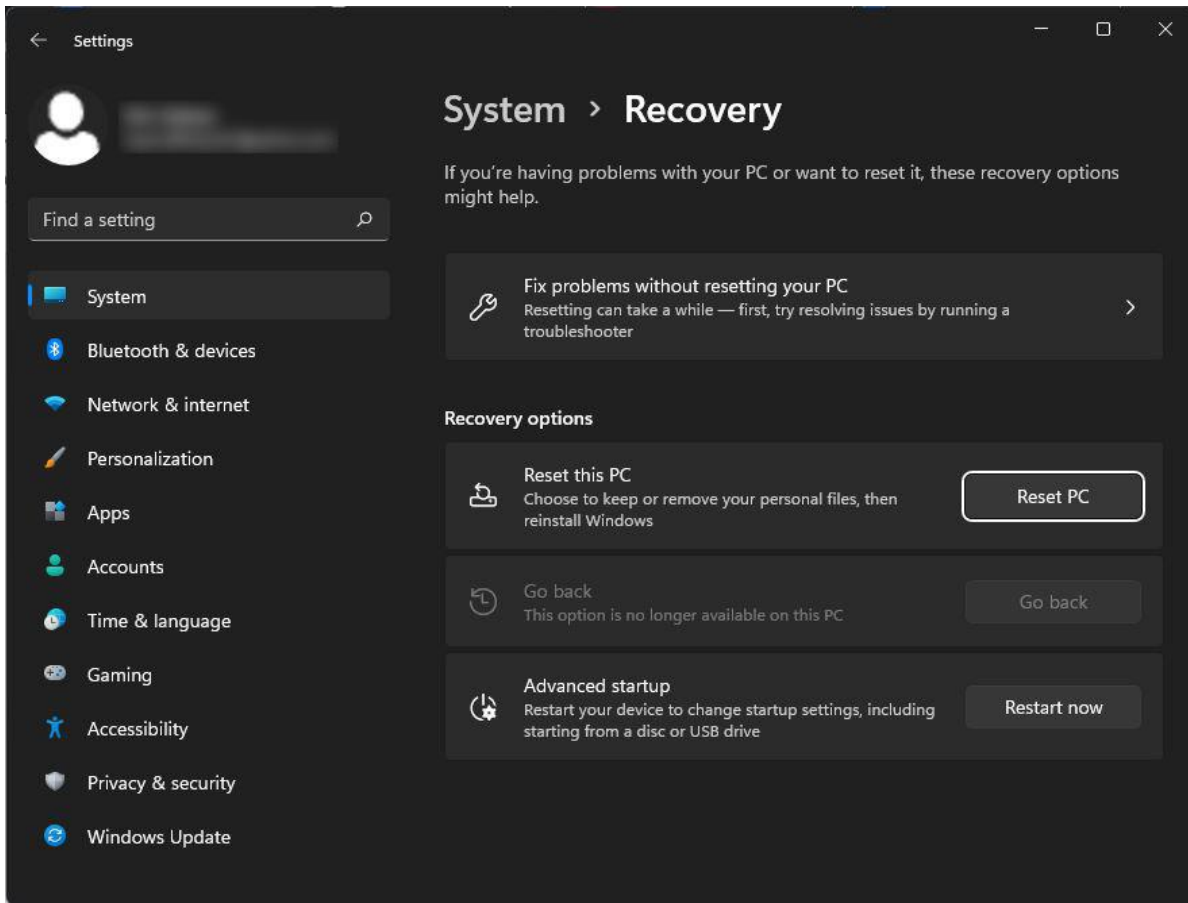 Settings
Find a setting
System
Bluetooth & devices
Network & internet
Personalization
Apps
Accounts
Time & language
Gaming
Accessibility
Privacy & security
Windows Update
System › Recovery
If you're having problems with your PC or want to reset it, these recovery options
might help.
Fix problems without resetting your PC
Resetting can take a while — first, try resolving issues by running a
troubleshooter
Recovery options
Reset this PC
Choose to keep or remove your personal files, then
reinstall Windows
Reset PC
Go back
This option is no longer available on this PC
Go back
Advanced startup
Restart your device to change startup settings, including
starting from a disc or USB drive
Restart now